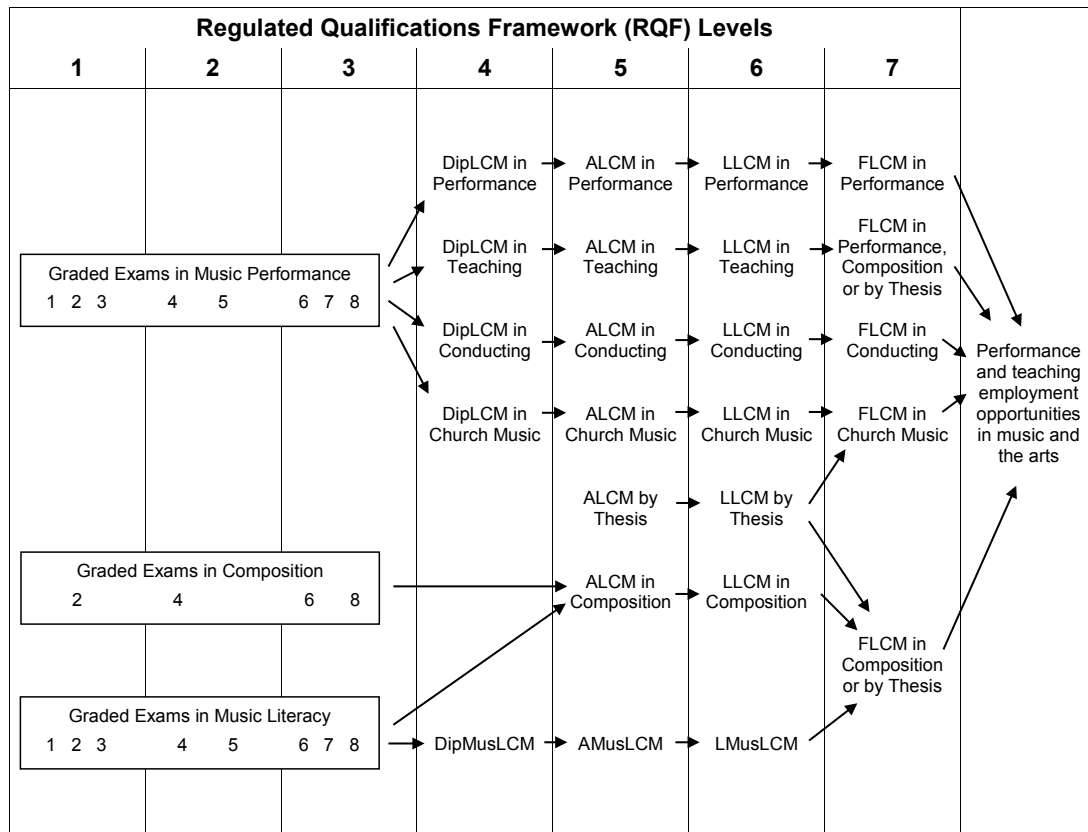 Regulated Qualifications Framework (RQF) Levels
1 2 3 4 5 6 7
DipLCM in
Performance
ALCM in
Performance
LLCM in
Performance
FLCM in
Performance
Graded Exams in Music Performance
1 2 3 4 5 6 7 8
DipLCM in
Teaching
ALCM in
Teaching
LLCM in
Teaching
FLCM in
Performance,
Composition
or by Thesis
DipLCM in
Conducting
ALCM in
Conducting
LLCM in
Conducting
FLCM in
Conducting
DipLCM in
Church Music
ALCM in
Church Music
LLCM in
Church Music
FLCM in
Church Music
Performance
and teaching
employment
opportunities
in music and
the arts
ALCM by
Thesis
LLCM by
Thesis
Graded Exams in Composition
2 4 6 8
ALCM in
Composition
LLCM in
Composition
FLCM in
Composition
or by Thesis
Graded Exams in Music Literacy
1 2 3 4 5 6 7 8
DipMusLCM
AMusLCM
LMusLCM